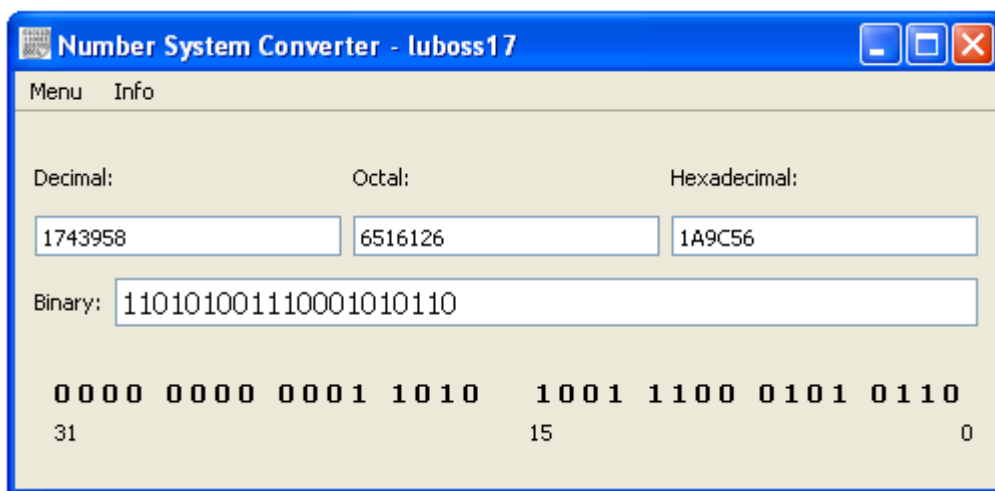 Number System Converter - luboss17
Menu Info
Decimal: Octal: Hexadecimal:
1743958 6516126 1A9C56
Binary: 110101001110001010110
0000 0000 0001 1010 1001 1100 0101 0110
31 15 0